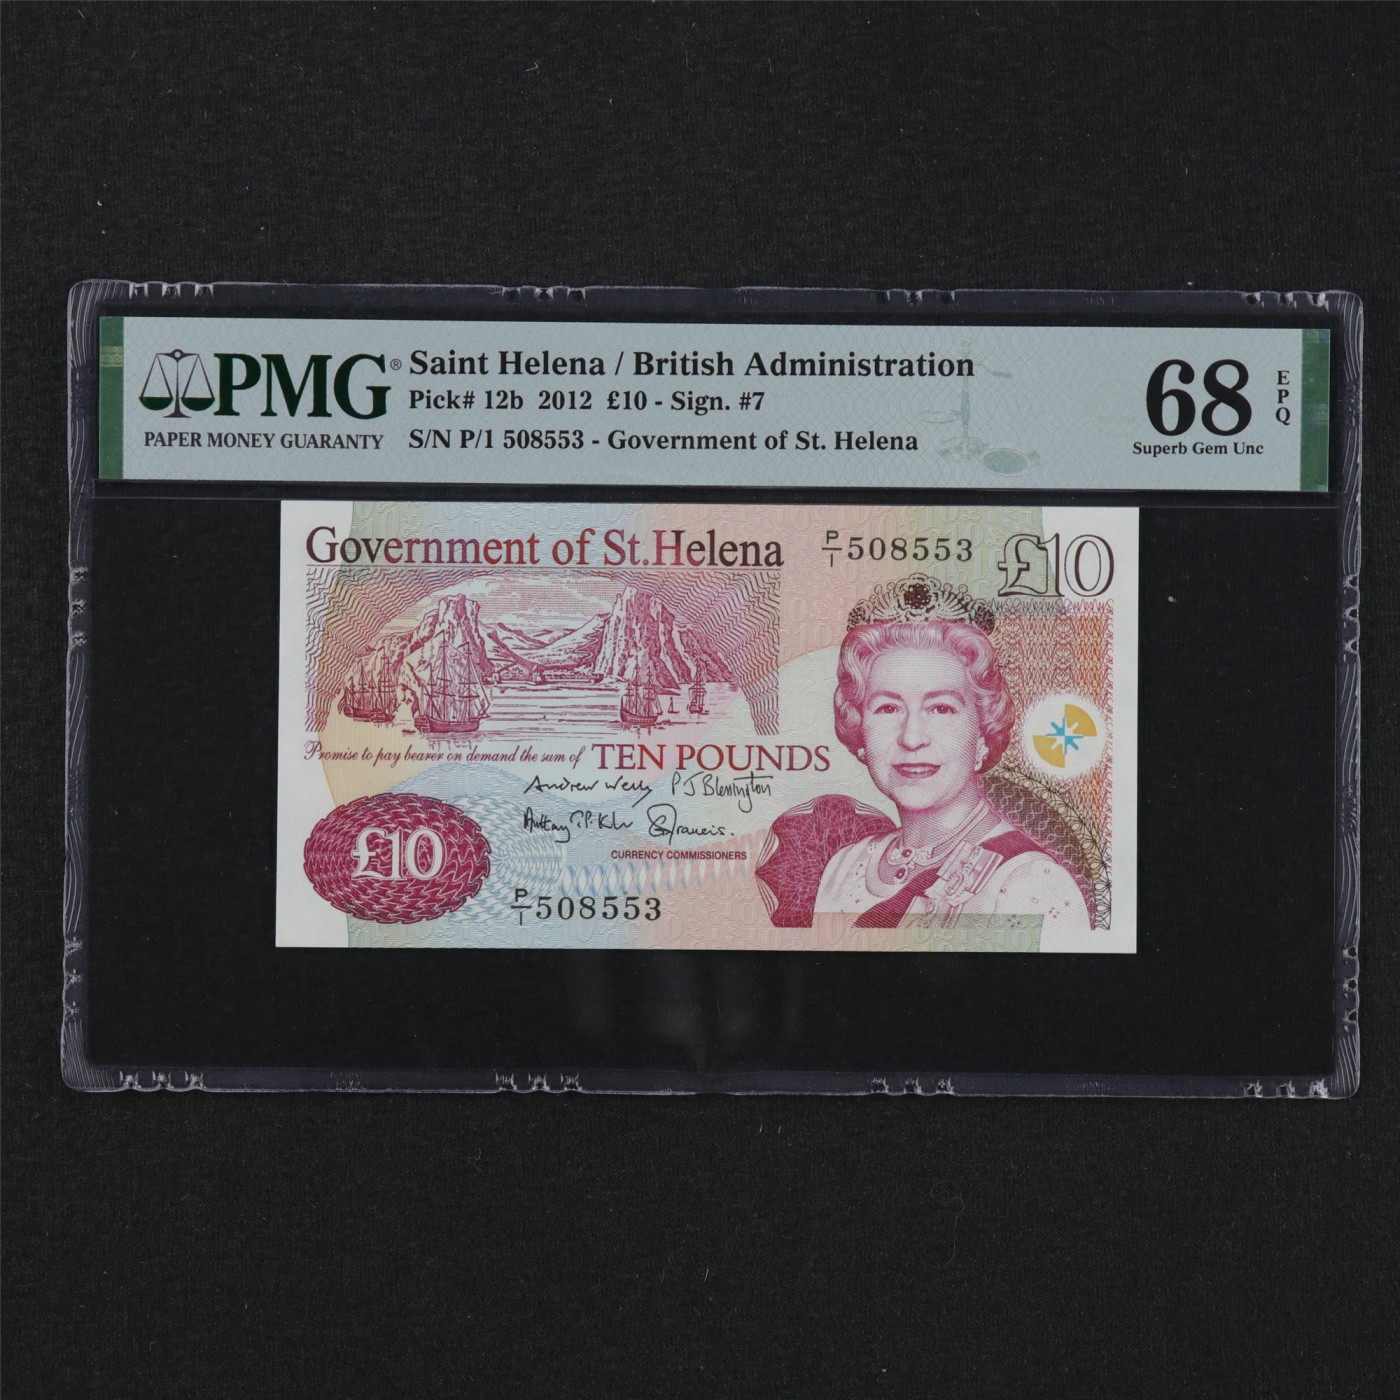 PMG®
PAPER MONEY GUARANTY
Saint Helena / British Administration
Pick# 12b 2012 £10 - Sign. #7
S/N P/1 508553 - Government of St. Helena
68
EPQ
Superb Gem Unc
Government of St.Helena
P/1 508553
£10
Promise to pay bearer on demand the sum of TEN POUNDS
CURRENCY COMMISSIONERS
£10
P/1 508553